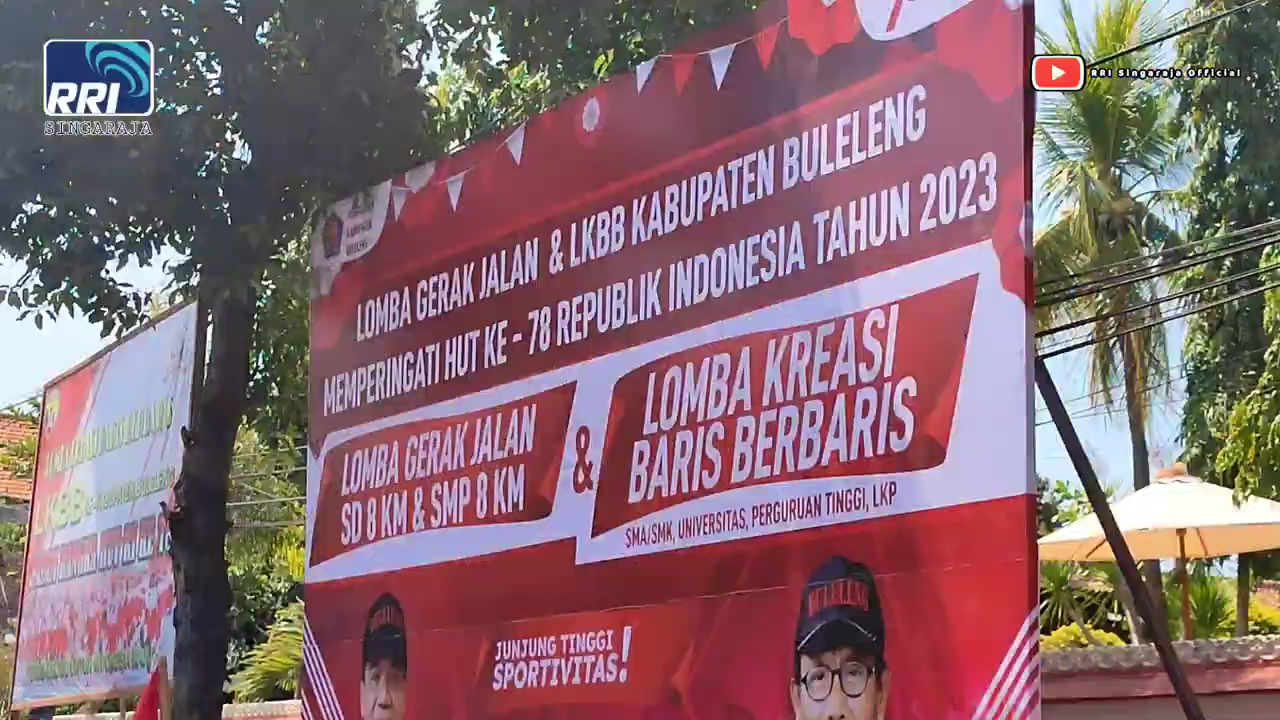 RRI
SINGARAJA
RRI Singaraja Official
LOMBA GERAK JALAN & LKBB KABUPATEN BULELENG
MEMPERINGATI HUT KE - 78 REPUBLIK INDONESIA TAHUN 2023
LOMBA GERAK JALAN
SD 8 KM & SMP 8 KM
&
LOMBA KREASI
BARIS BERBARIS
SMA/SMK, UNIVERSITAS, PERGURUAN TINGGI, LKP
JUNJUNG TINGGI
SPORTIVITAS!
BULELENG
LKBB